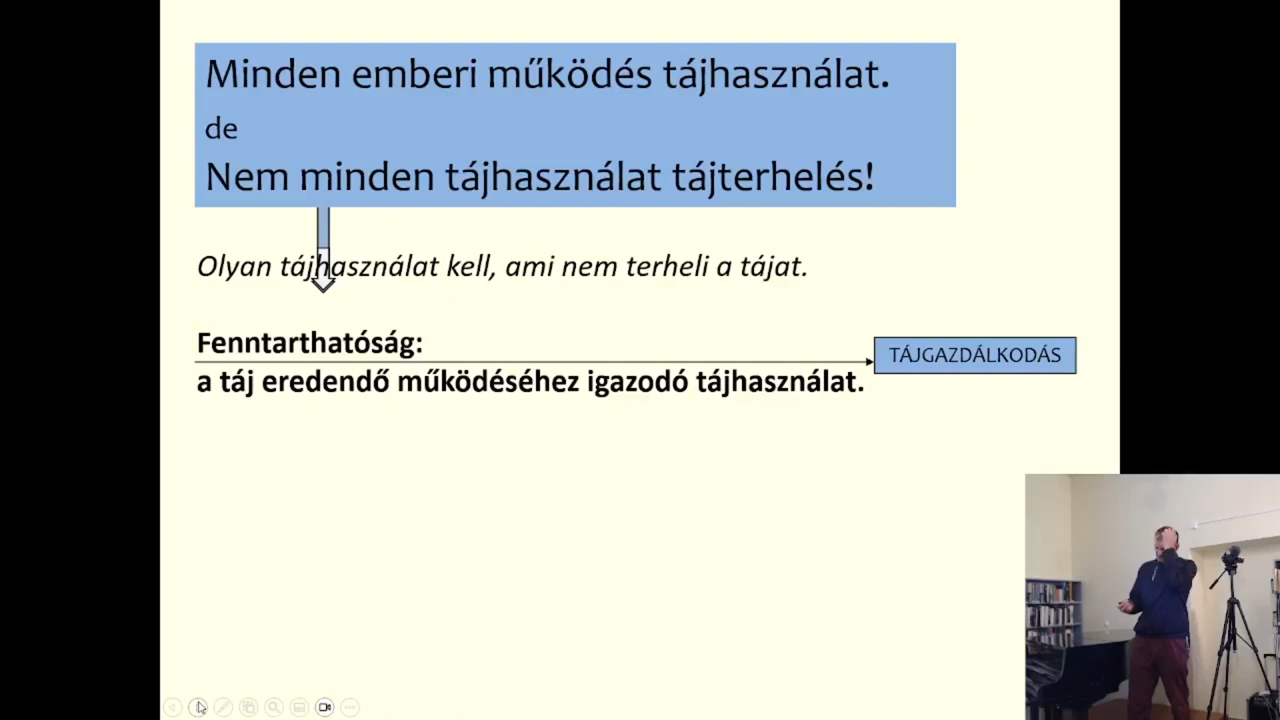 Minden emberi működés tájhasználat.
de
Nem minden tájhasználat tájterhelés!
Olyan tájhasználat kell, ami nem terheli a tájat.
Fenntarthatóság:
TÁJGAZDÁLKODÁS
a táj eredendő működéséhez igazodó tájhasználat.